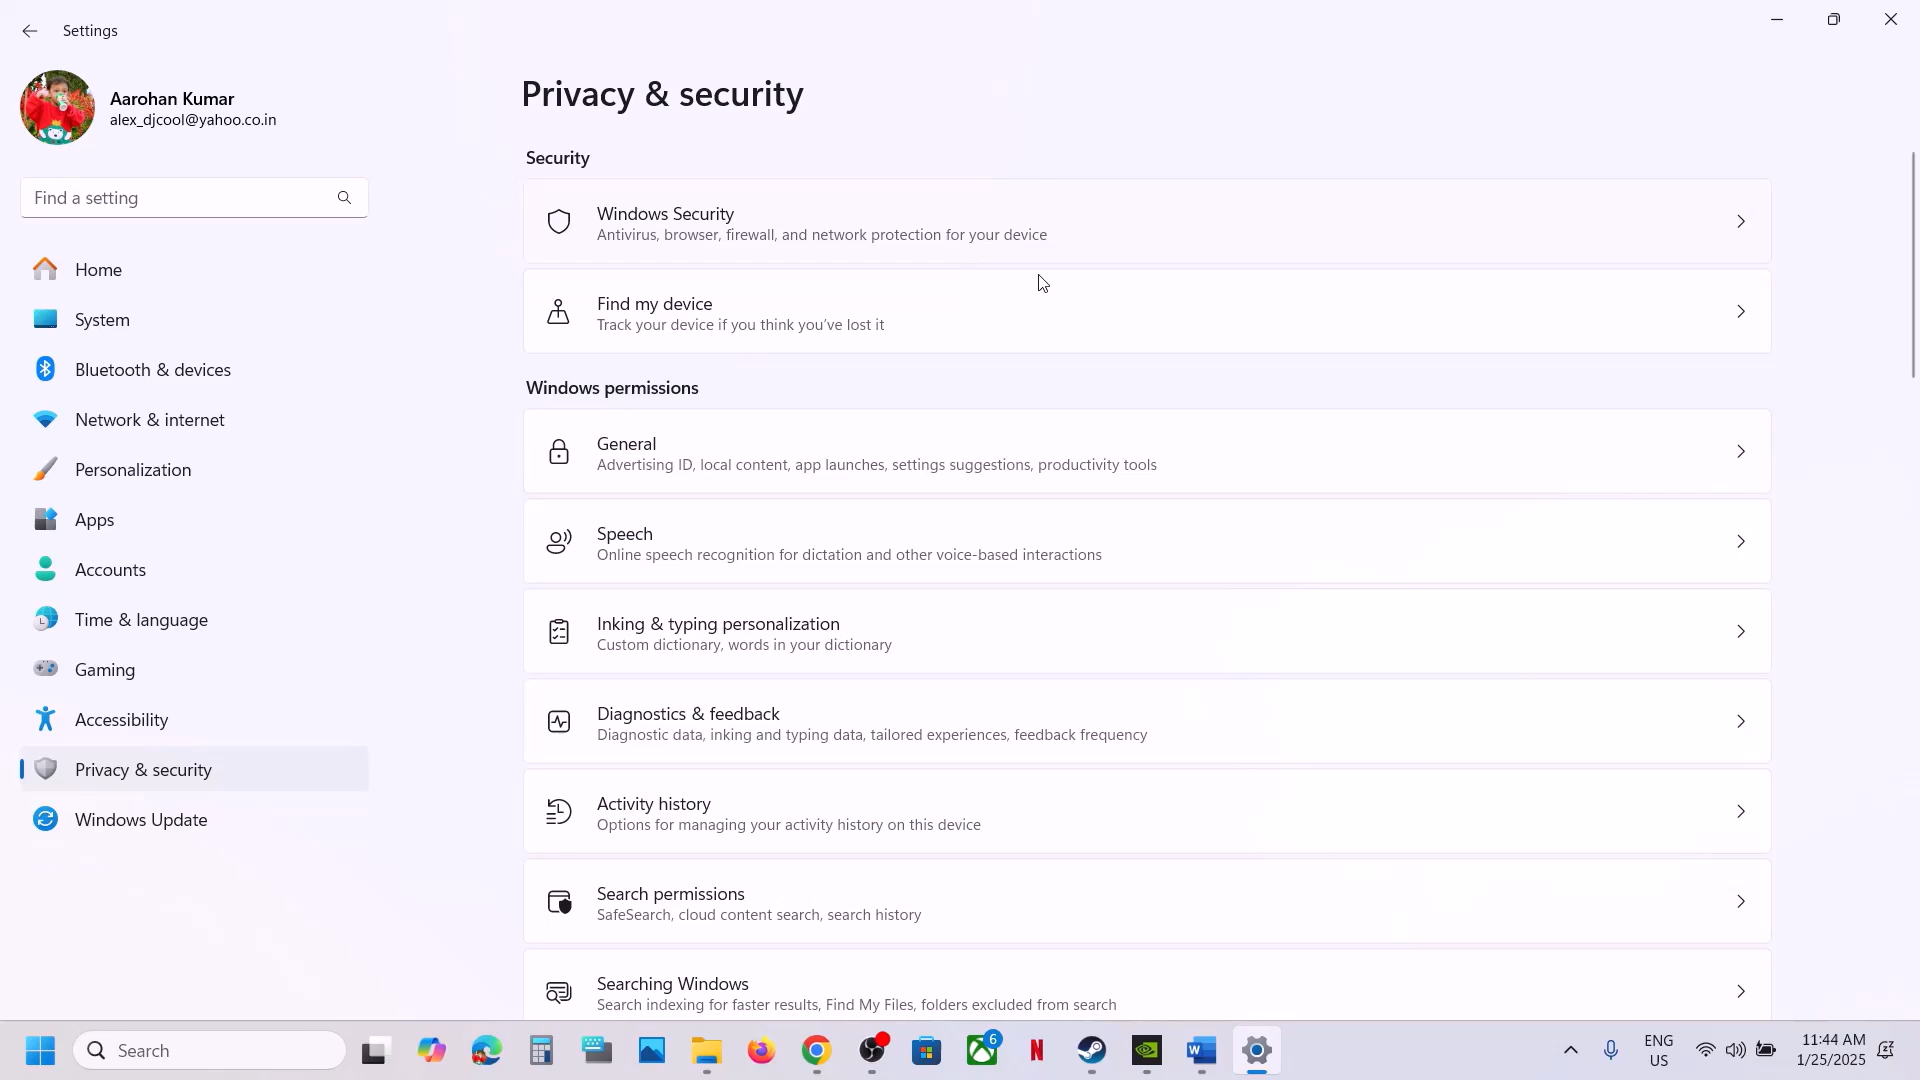 Settings
Aarohan Kumar
alex_djcool@yahoo.co.in
Find a setting
Home
System
Bluetooth & devices
Network & internet
Personalization
Apps
Accounts
Time & language
Gaming
Accessibility
Privacy & security
Windows Update
Privacy & security
Security
Windows Security
Antivirus, browser, firewall, and network protection for your device
Find my device
Track your device if you think you've lost it
Windows permissions
General
Advertising ID, local content, app launches, settings suggestions, productivity tools
Speech
Online speech recognition for dictation and other voice-based interactions
Inking & typing personalization
Custom dictionary, words in your dictionary
Diagnostics & feedback
Diagnostic data, inking and typing data, tailored experiences, feedback frequency
Activity history
Options for managing your activity history on this device
Search permissions
SafeSearch, cloud content search, search history
Searching Windows
Search indexing for faster results, Find My Files, folders excluded from search
Search
6
ENG
US
11:44 AM
1/25/2025